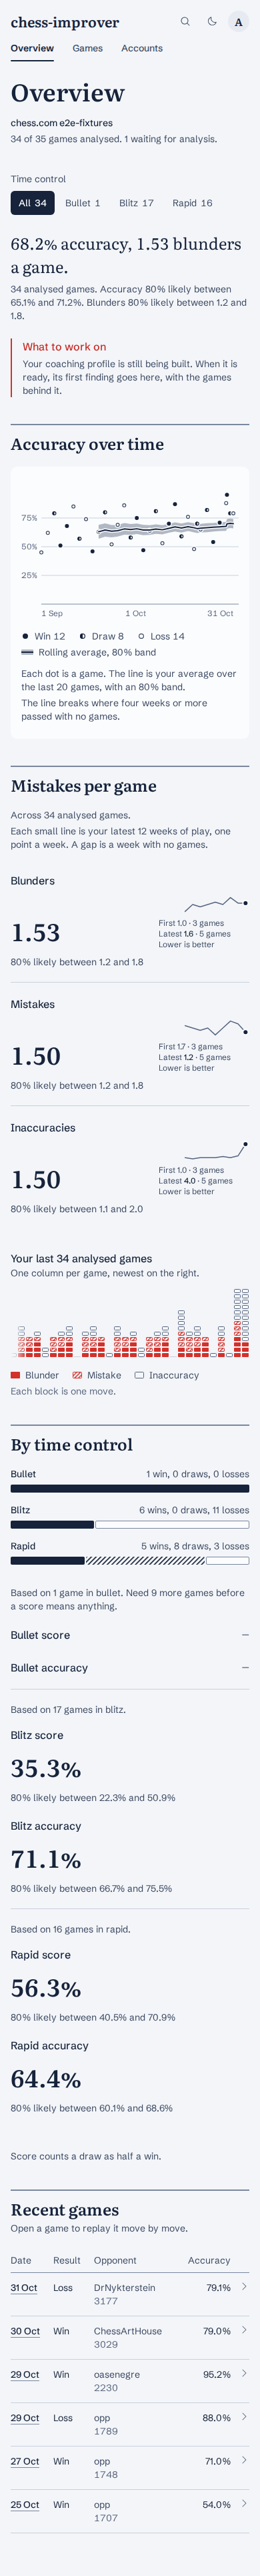 chess-improver
A
Overview Games Accounts
Overview
chess.com e2e-fixtures
34 of 35 games analysed. 1 waiting for analysis.
Time control
All 34 Bullet 1 Blitz 17 Rapid 16
68.2% accuracy, 1.53 blunders
a game.
34 analysed games. Accuracy 80% likely between
65.1% and 71.2%. Blunders 80% likely between 1.2 and
1.8.
What to work on
Your coaching profile is still being built. When it is
ready, its first finding goes here, with the games
behind it.
Accuracy over time
75%
50%
25%
1 Sep 1 Oct 31 Oct
Win 12 Draw 8 Loss 14
Rolling average, 80% band
Each dot is a game. The line is your average over
the last 20 games, with an 80% band.
The line breaks where four weeks or more
passed with no games.
Mistakes per game
Across 34 analysed games.
Each small line is your latest 12 weeks of play, one
point a week. A gap is a week with no games.
Blunders
1.53
80% likely between 1.2 and 1.8
First 1.0 · 3 games
Latest 1.6 · 5 games
Lower is better
Mistakes
1.50
80% likely between 1.2 and 1.8
First 1.7 · 3 games
Latest 1.2 · 5 games
Lower is better
Inaccuracies
1.50
80% likely between 1.1 and 2.0
First 1.0 · 3 games
Latest 4.0 · 5 games
Lower is better
Your last 34 analysed games
One column per game, newest on the right.
Blunder Mistake Inaccuracy
Each block is one move.
By time control
Bullet 1 win, 0 draws, 0 losses
Blitz 6 wins, 0 draws, 11 losses
Rapid 5 wins, 8 draws, 3 losses
Based on 1 game in bullet. Need 9 more games before
a score means anything.
Bullet score –
Bullet accuracy –
Based on 17 games in blitz.
Blitz score
35.3%
80% likely between 22.3% and 50.9%
Blitz accuracy
71.1%
80% likely between 66.7% and 75.5%
Based on 16 games in rapid.
Rapid score
56.3%
80% likely between 40.5% and 70.9%
Rapid accuracy
64.4%
80% likely between 60.1% and 68.6%
Score counts a draw as half a win.
Recent games
Open a game to replay it move by move.
Date Result Opponent Accuracy
31 Oct Loss DrNykterstein 79.1%
3177
30 Oct Win ChessArtHouse 79.0%
3029
29 Oct Win oasenegre 95.2%
2230
29 Oct Loss opp 88.0%
1789
27 Oct Win opp 71.0%
1748
25 Oct Win opp 54.0%
1707